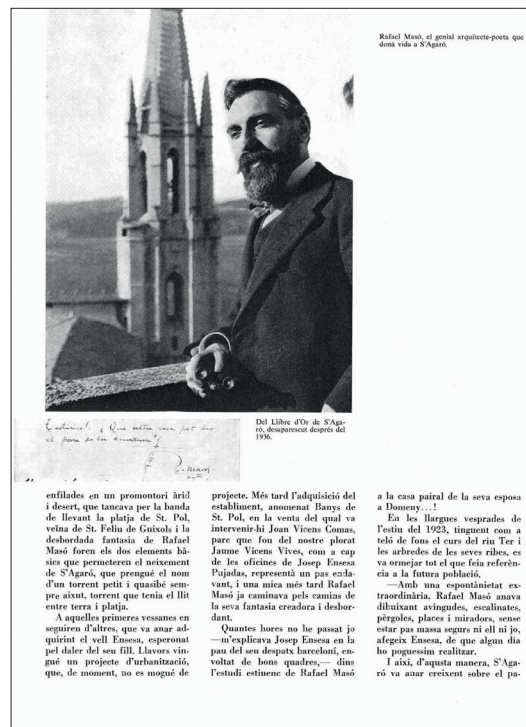 Rafael Masó, el genial arquitecte-poeta que
donà vida a S'Agaró.
Del Llibre d'Or de S'Aga-
ró, desaparescut després del
1936.
enfilades en un promontori àrid
i desert, que tancava per la banda
de llevant la platja de St. Pol,
veïna de St. Feliu de Guíxols i la
desbordada fantasia de Rafael
Masó foren els dos elements bà-
sics que permeteren el neixement
de S'Agaró, que prengué el nom
d'un torrent petit i quasibé sem-
pre aixut, torrent que tenia el llit
entre terra i platja.
A aquelles primeres vessanes en
seguiren d'altres, que va anar ad-
quirint el vell Ensesa, esperonat
pel daler del seu fill. Llavors vin-
gué un projecte d'urbanització,
que, de moment, no es mogué de
projecte. Més tard l'adquisició del
establiment, anomenat Banys de
St. Pol, en la venta del qual va
intervenir-hi Joan Vicens Comas,
pare que fou del nostre plorat
Jaume Vicens Vives, com a cap
de les oficines de Josep Ensesa
Pujadas, representà un pas enda-
vant, i una mica més tard Rafael
Masó ja caminava pels camins de
la seva fantasia creadora i desbor-
dant.
Quantes hores no he passat jo
—m'explicava Josep Ensesa en la
pau del seu despatx barceloní, en-
voltat de bons quadres,— dins
l'estudi estiuenc de Rafael Masó
a la casa pairal de la seva esposa
a Domeny...!
En les llargues vesprades de
l'estiu del 1923, tinguent com a
teló de fons el curs del riu Ter i
les arbredes de les seves ribes, es
va ormejar tot el que feia referèn-
cia a la futura població.
—Amb una espontànietat ex-
traordinària, Rafael Masó anava
dibuixant avingudes, escalinates,
pèrgoles, places i miradors, sense
estar pas massa segurs ni ell ni jo,
afegeix Ensesa, de que algun dia
ho poguessim realitzar.
I així, d'aqusta manera, S'Aga-
ró va anar creixent sobre el pa-